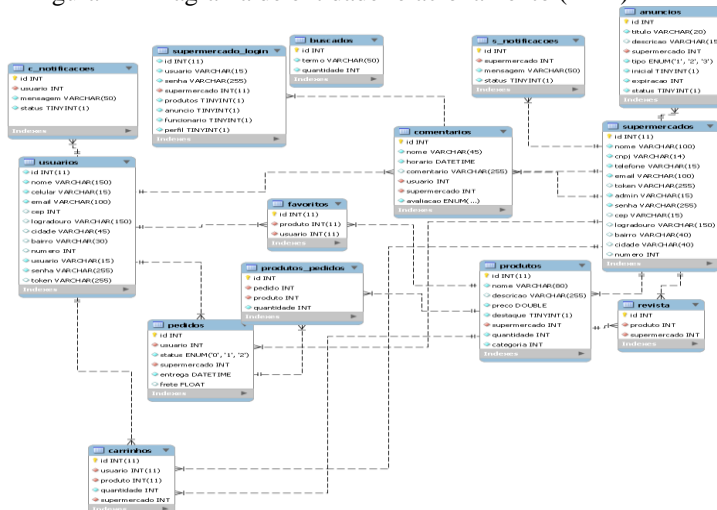 anuncios
id INT
titulo VARCHAR(20)
supermercado INT
tipo ENUM('1', '2', '3')
inicial TINYINT(1)
expiracao INT
status TINYINT(1)
Indexes
buscados
id INT
termo VARCHAR(50)
quantidade INT
Indexes
s_notificacoes
id INT
supermercado INT
mensagem VARCHAR(50)
status TINYINT(1)
Indexes
supermercado_login
id INT(11)
usuario VARCHAR(15)
senha VARCHAR(255)
supermercado INT(11)
produtos TINYINT(1)
anuncio TINYINT(1)
funcionario TINYINT(1)
perfil TINYINT(1)
Indexes
c_notificacoes
id INT
usuario INT
mensagem VARCHAR(50)
status TINYINT(1)
Indexes
comentarios
id INT
nome VARCHAR(45)
horario DATETIME
comentario VARCHAR(255)
usuario INT
supermercado INT
avaliacao ENUM(...)
Indexes
supermercados
id INT(11)
nome VARCHAR(100)
cnpj VARCHAR(14)
telefone VARCHAR(15)
email VARCHAR(100)
token VARCHAR(255)
admin VARCHAR(15)
senha VARCHAR(255)
cep VARCHAR(15)
logradouro VARCHAR(150)
bairro VARCHAR(40)
cidade VARCHAR(40)
numero INT
Indexes
usuarios
id INT(11)
nome VARCHAR(150)
celular VARCHAR(15)
email VARCHAR(100)
cep INT
logradouro VARCHAR(150)
cidade VARCHAR(45)
bairro VARCHAR(30)
numero INT
usuario VARCHAR(15)
senha VARCHAR(255)
token VARCHAR(255)
Indexes
favoritos
id INT(11)
produto INT(11)
usuario INT(11)
Indexes
produtos_pedidos
id INT
pedido INT
produto INT
quantidade INT
Indexes
produtos
id INT(11)
nome VARCHAR(80)
descricao VARCHAR(255)
preco DOUBLE
destaque TINYINT(1)
supermercado INT
quantidade INT
categoria INT
Indexes
revista
id INT
produto INT
supermercado INT
Indexes
pedidos
id INT
usuario INT
status ENUM('0', '1', '2')
supermercado INT
entrega DATETIME
frete FLOAT
Indexes
carrinhos
id INT(11)
usuario INT(11)
produto INT(11)
quantidade INT
supermercado INT
Indexes